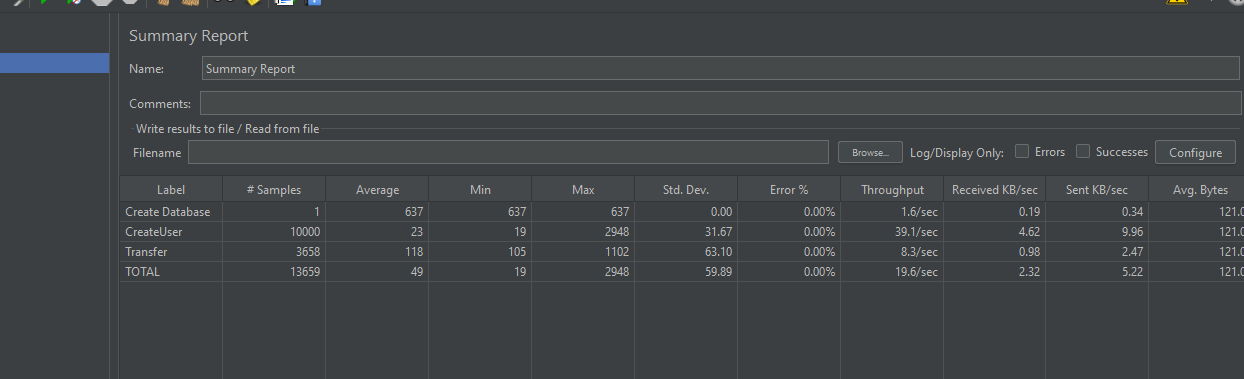 Summary Report
Name: Summary Report
Comments:
Write results to file / Read from file
Filename Browse... Log/Display Only: Errors Successes Configure
Label # Samples Average Min Max Std. Dev. Error % Throughput Received KB/sec Sent KB/sec Avg. Bytes
Create Database 1 637 637 637 0.00 0.00% 1.6/sec 0.19 0.34 121.0
CreateUser 10000 23 19 2948 31.67 0.00% 39.1/sec 4.62 9.96 121.0
Transfer 3658 118 105 1102 63.10 0.00% 8.3/sec 0.98 2.47 121.0
TOTAL 13659 49 19 2948 59.89 0.00% 19.6/sec 2.32 5.22 121.0